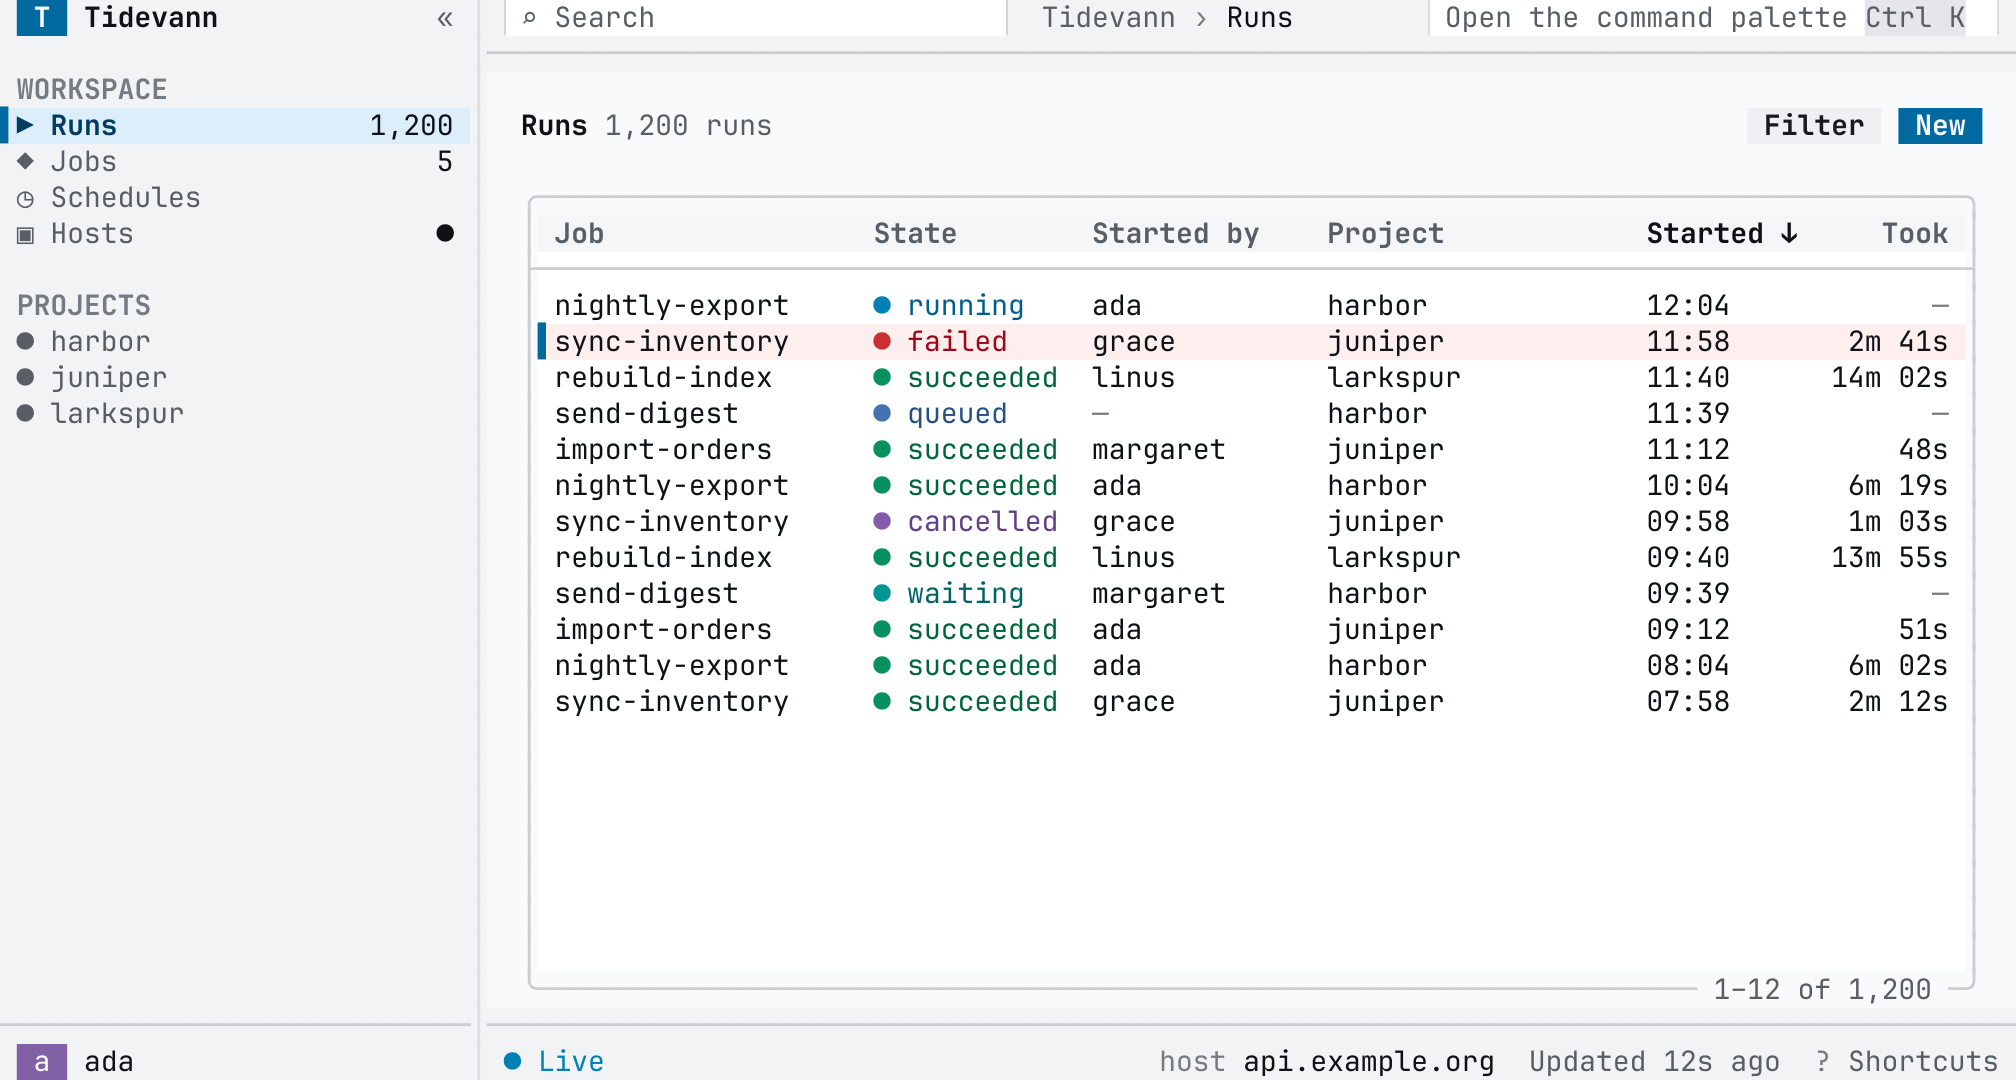 T Tidevann «
Search
Tidevann › Runs
Open the command palette Ctrl K
WORKSPACE
Runs 1,200
Jobs 5
Schedules
Hosts
PROJECTS
harbor
juniper
larkspur
a ada
Runs 1,200 runs
Filter New
Job State Started by Project Started ↓ Took
nightly-export running ada harbor 12:04 —
sync-inventory failed grace juniper 11:58 2m 41s
rebuild-index succeeded linus larkspur 11:40 14m 02s
send-digest queued — harbor 11:39 —
import-orders succeeded margaret juniper 11:12 48s
nightly-export succeeded ada harbor 10:04 6m 19s
sync-inventory cancelled grace juniper 09:58 1m 03s
rebuild-index succeeded linus larkspur 09:40 13m 55s
send-digest waiting margaret harbor 09:39 —
import-orders succeeded ada juniper 09:12 51s
nightly-export succeeded ada harbor 08:04 6m 02s
sync-inventory succeeded grace juniper 07:58 2m 12s
1–12 of 1,200
Live
host api.example.org Updated 12s ago ? Shortcuts